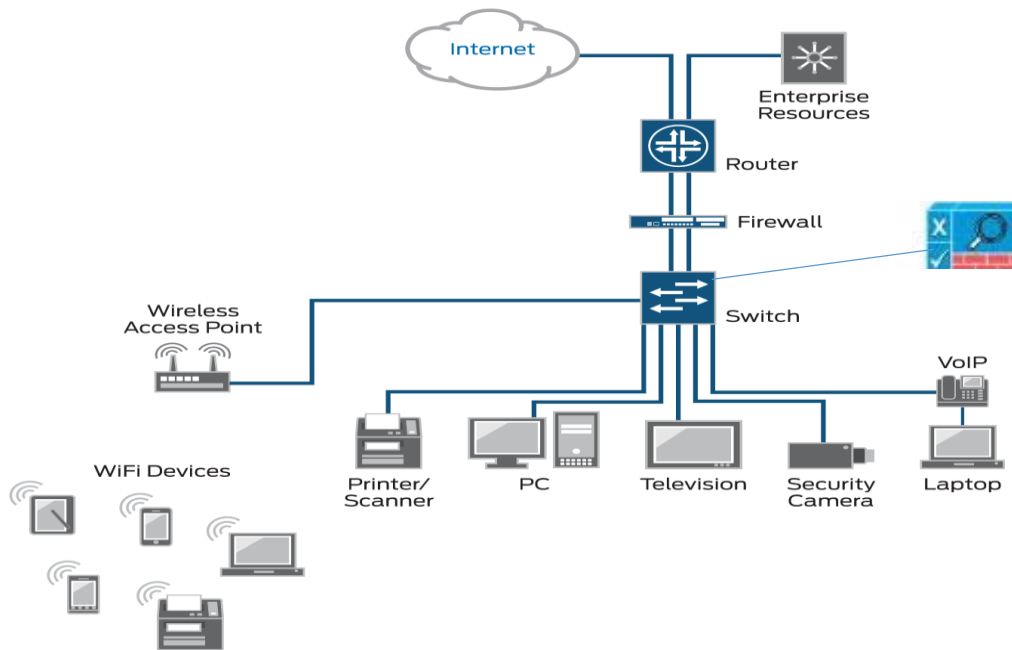 Internet
Enterprise
Resources
Router
Firewall
Switch
Wireless
Access Point
VoIP
WiFi Devices
Printer/
Scanner
PC
Television
Security
Camera
Laptop